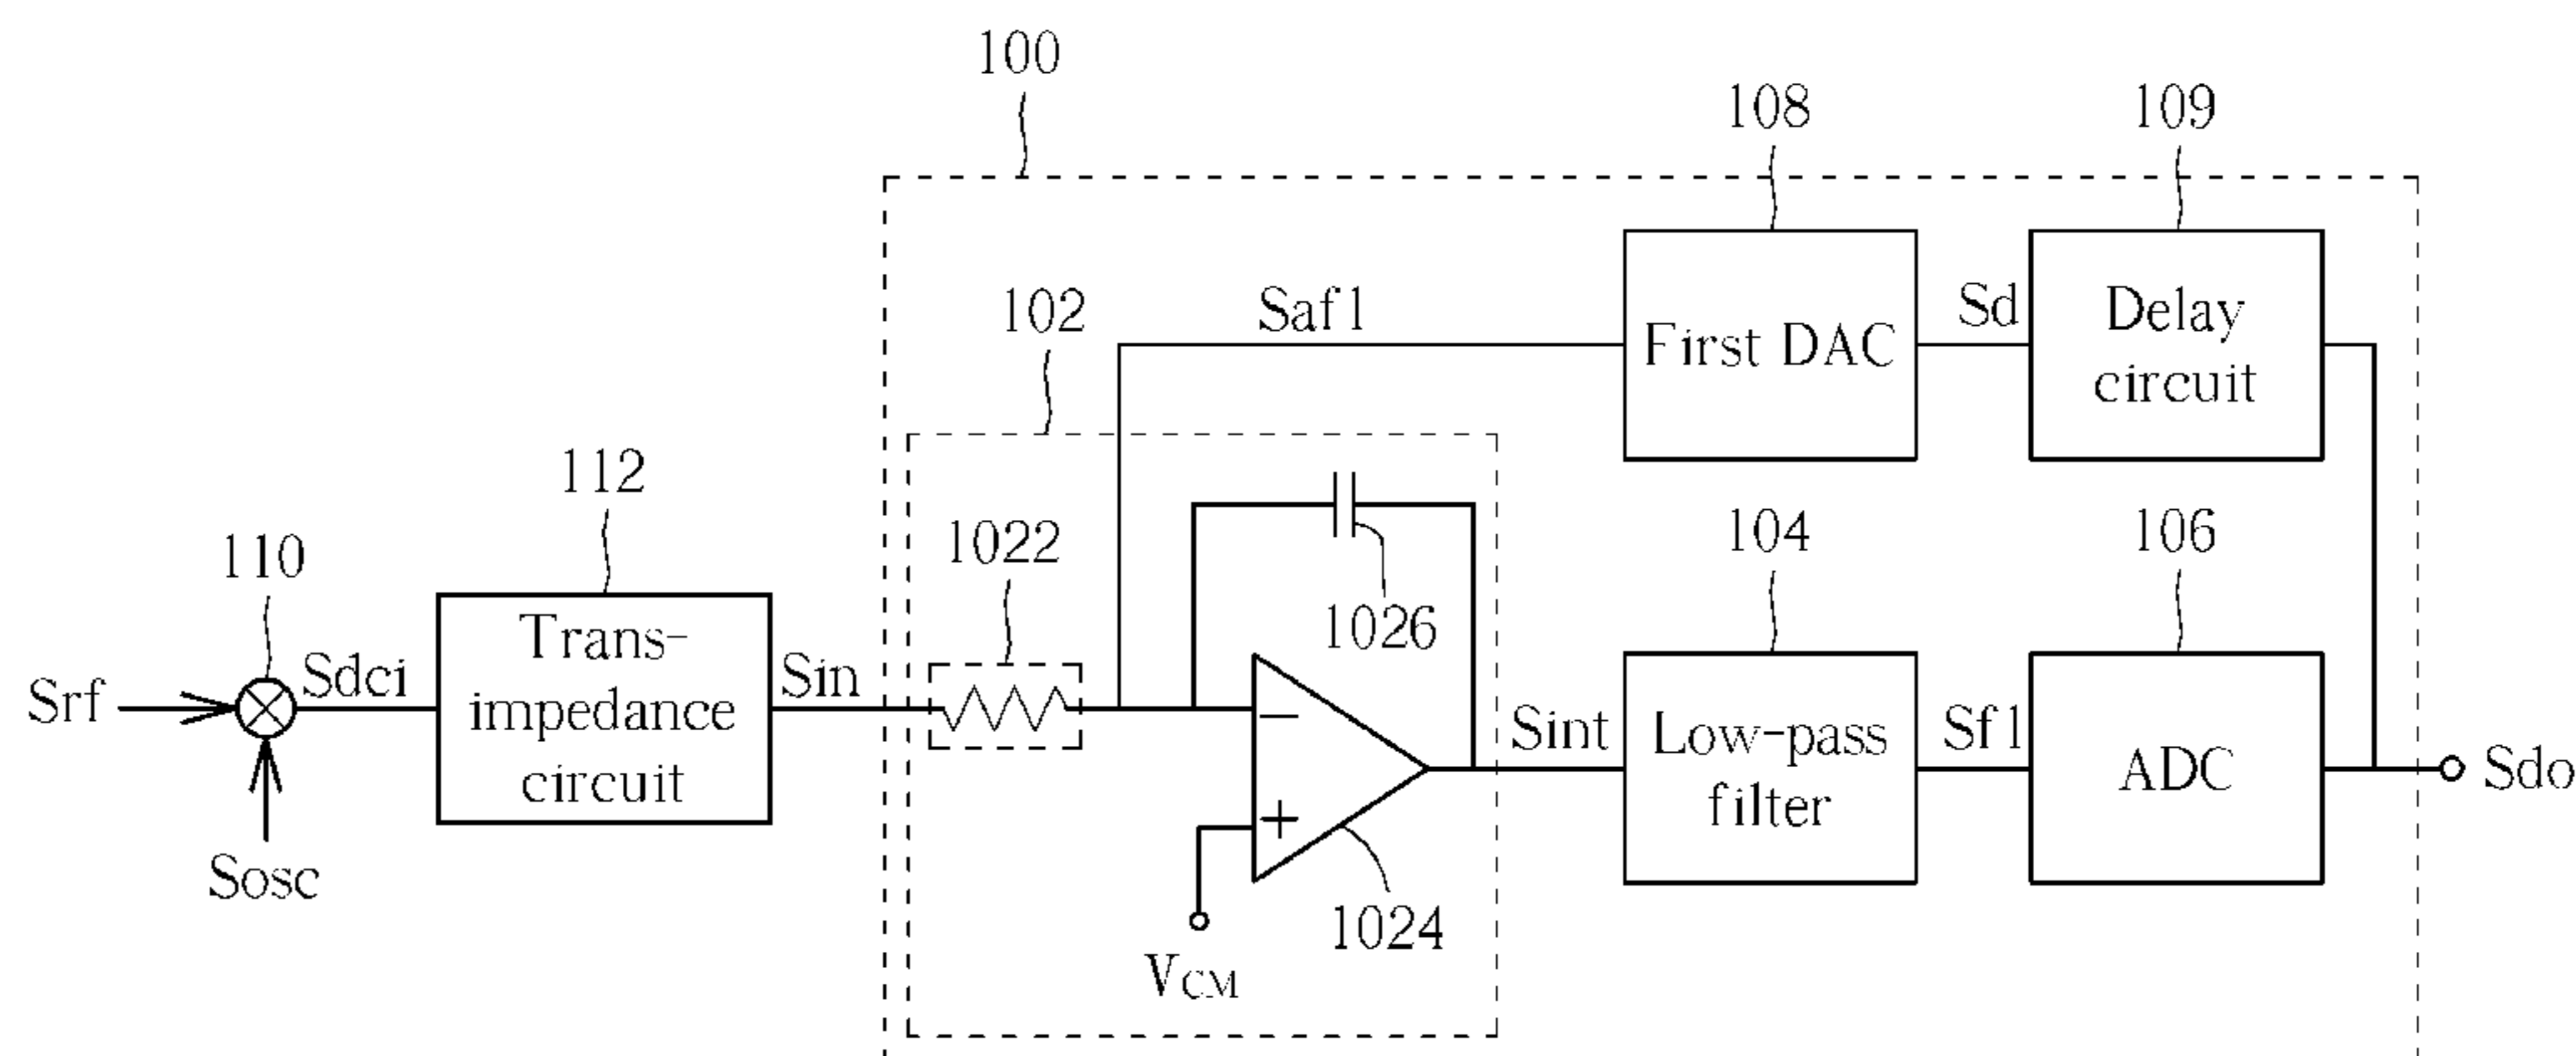 100
108
109
102
Saf1
First DAC
Sd
Delay
circuit
112
110
1022
1026
104
106
Srf
Sdci
Trans-
impedance
circuit
Sin
−
+
Sint
Low-pass
filter
Sf1
ADC
Sdo
Sosc
1024
VCM